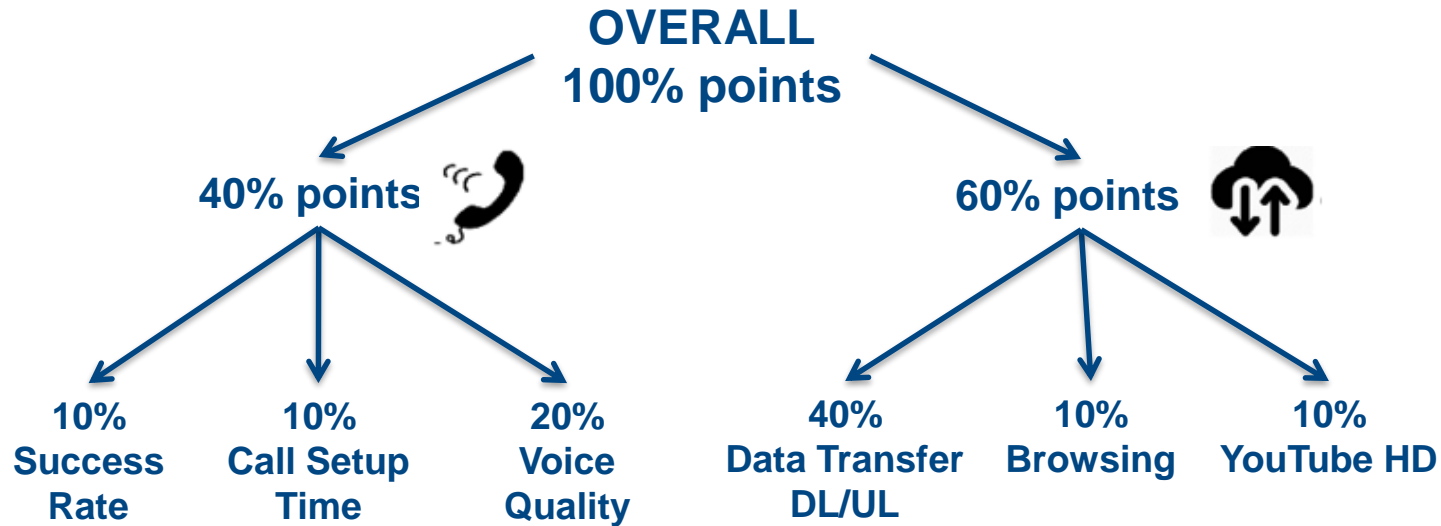 OVERALL
100% points
40% points
60% points
10%
Success
Rate
10%
Call Setup
Time
20%
Voice
Quality
40%
Data Transfer
DL/UL
10%
Browsing
10%
YouTube HD